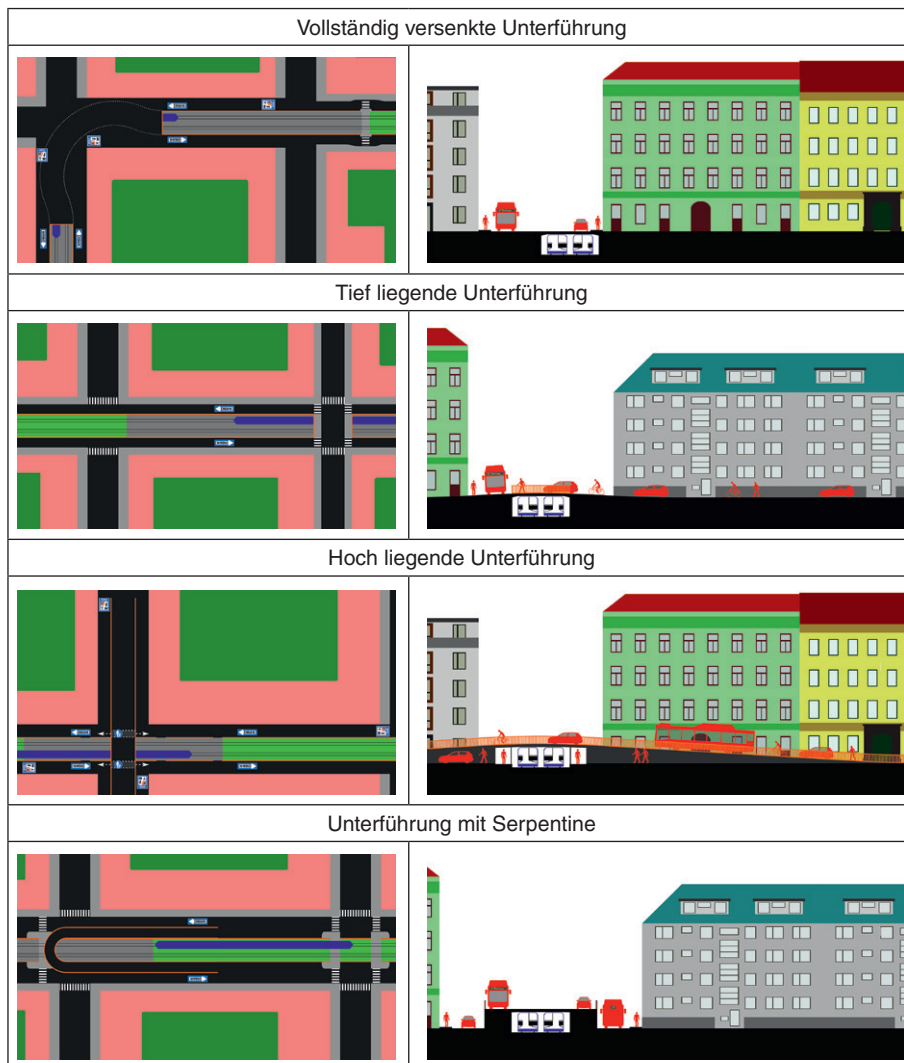 Vollständig versenkte Unterführung
Tief liegende Unterführung
Hoch liegende Unterführung
Unterführung mit Serpentine